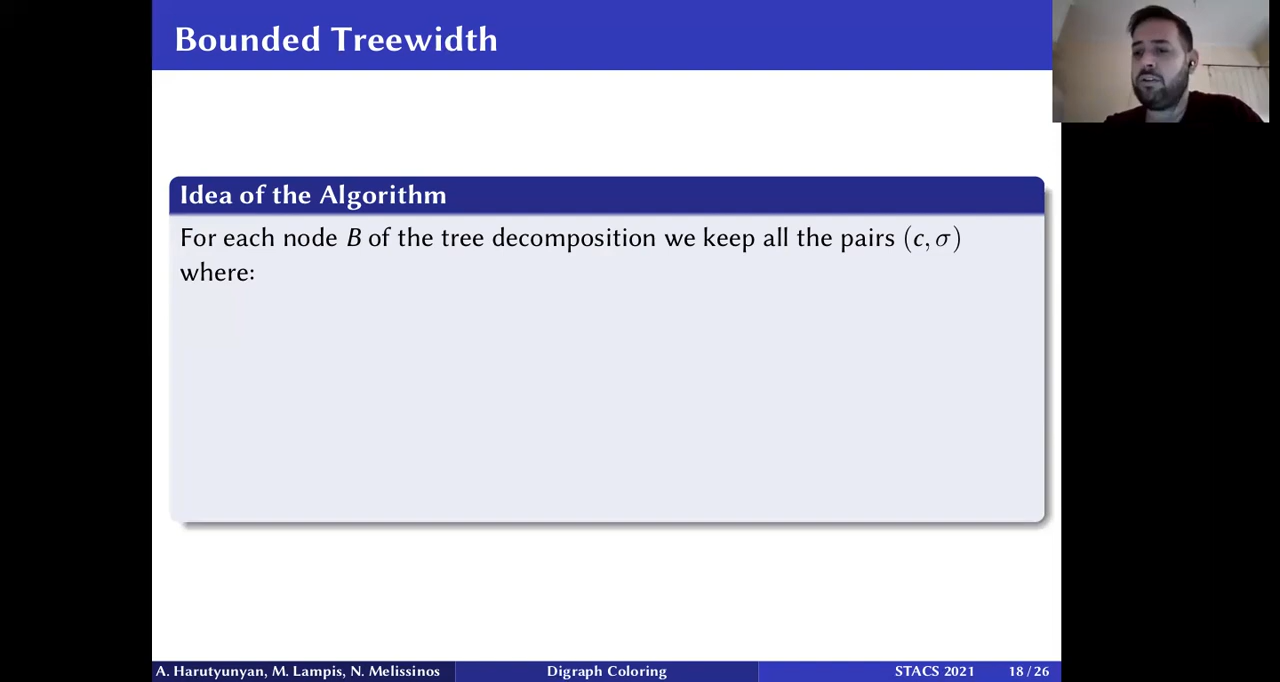 Bounded Treewidth
Idea of the Algorithm
For each node B of the tree decomposition we keep all the pairs (c, σ)
where:
A. Harutyunyan, M. Lampis, N. Melissinos
Digraph Coloring
STACS 2021
18 / 26